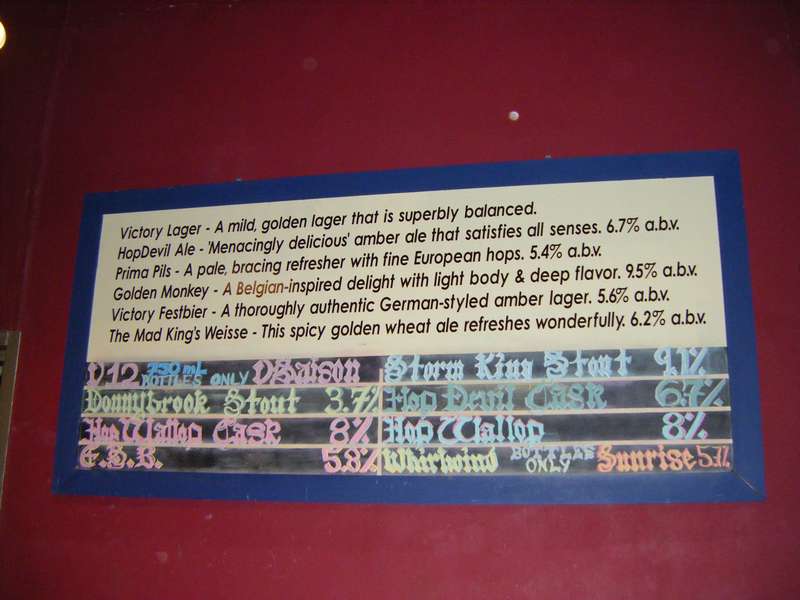 Victory Lager - A mild, golden lager that is superbly balanced.
HopDevil Ale - 'Menacingly delicious' amber ale that satisfies all senses. 6.7% a.b.v.
Prima Pils - A pale, bracing refresher with fine European hops. 5.4% a.b.v.
Golden Monkey - A Belgian-inspired delight with light body & deep flavor. 9.5% a.b.v.
Victory Festbier - A thoroughly authentic German-styled amber lager. 5.6% a.b.v.
The Mad King's Weisse - This spicy golden wheat ale refreshes wonderfully. 6.2% a.b.v.
V12 750 mL BOTTLES ONLY VSaison
Donnybrook Stout 3.7%
Hop Wallop Cask 8%
E.S.B. 5.8%
Storm King Stout 9.1%
Hop Devil Cask 6.7%
Hop Wallop 8%
Whirlwind BOTTLES ONLY Sunrise 5.1%